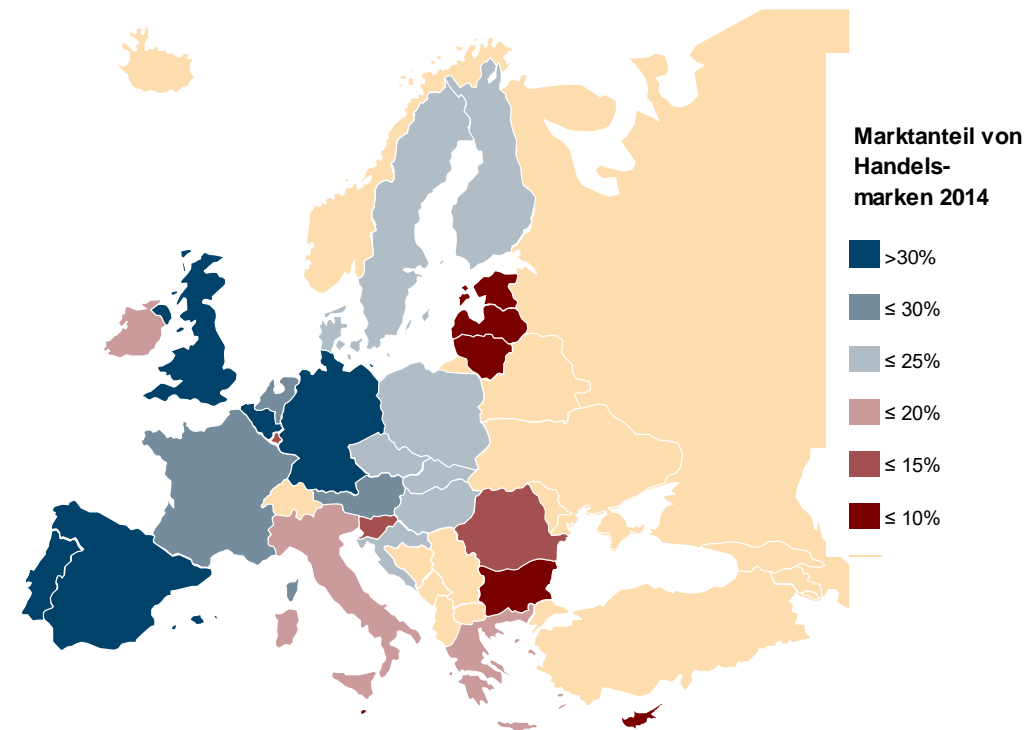 Marktanteil von
Handels-
marken 2014
>30%
≤ 30%
≤ 25%
≤ 20%
≤ 15%
≤ 10%